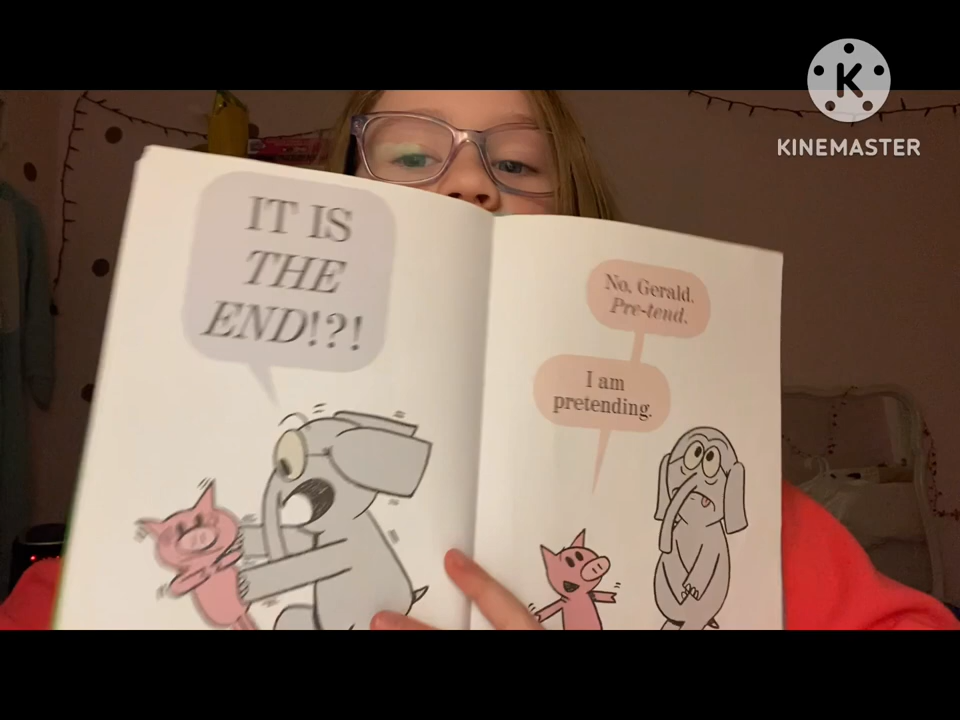 IT IS
THE
END!?!
No, Gerald.
Pre-tend.
I am
pretending.
KINEMASTER